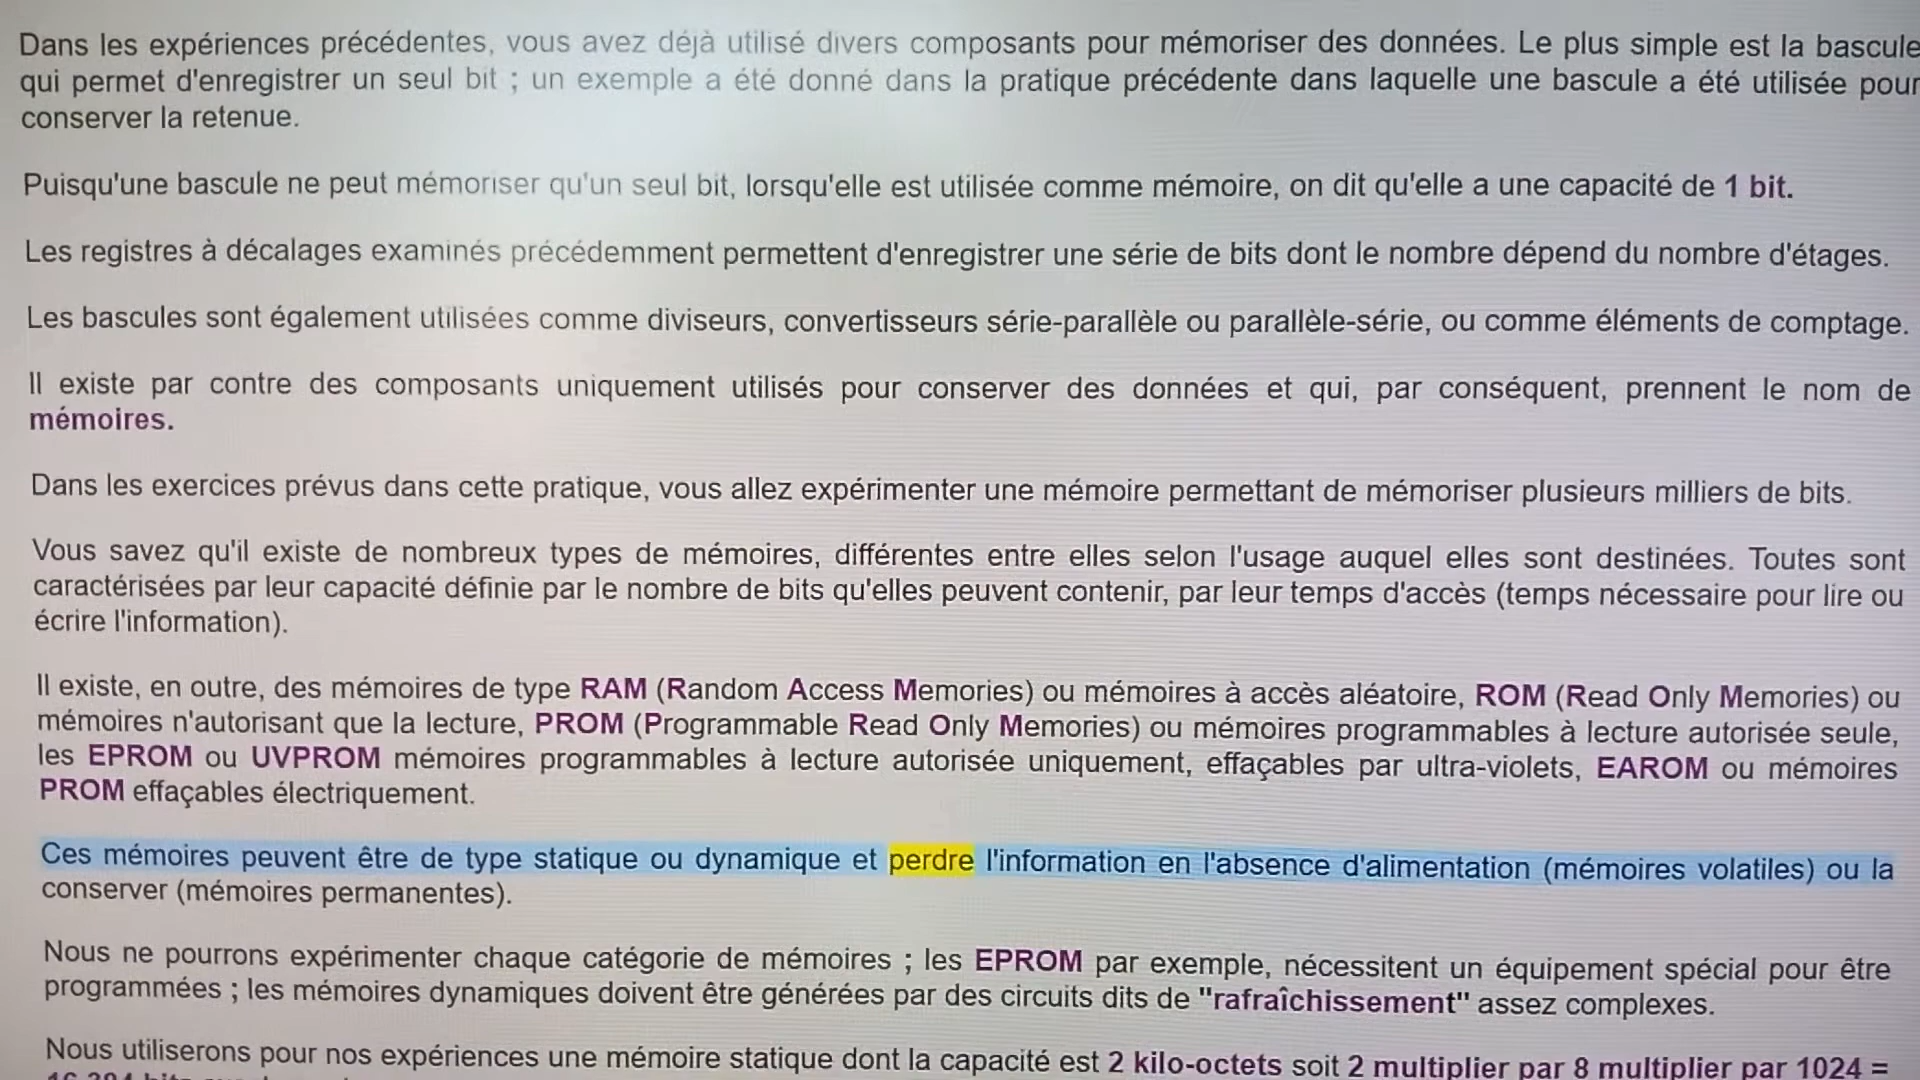 Dans les expériences précédentes, vous avez déjà utilisé divers composants pour mémoriser des données. Le plus simple est la bascule
qui permet d'enregistrer un seul bit ; un exemple a été donné dans la pratique précédente dans laquelle une bascule a été utilisée pour
conserver la retenue.
Puisqu'une bascule ne peut mémoriser qu'un seul bit, lorsqu'elle est utilisée comme mémoire, on dit qu'elle a une capacité de 1 bit.
Les registres à décalages examinés précédemment permettent d'enregistrer une série de bits dont le nombre dépend du nombre d'étages.
Les bascules sont également utilisées comme diviseurs, convertisseurs série-parallèle ou parallèle-série, ou comme éléments de comptage.
Il existe par contre des composants uniquement utilisés pour conserver des données et qui, par conséquent, prennent le nom de
mémoires.
Dans les exercices prévus dans cette pratique, vous allez expérimenter une mémoire permettant de mémoriser plusieurs milliers de bits.
Vous savez qu'il existe de nombreux types de mémoires, différentes entre elles selon l'usage auquel elles sont destinées. Toutes sont
caractérisées par leur capacité définie par le nombre de bits qu'elles peuvent contenir, par leur temps d'accès (temps nécessaire pour lire ou
écrire l'information).
Il existe, en outre, des mémoires de type RAM (Random Access Memories) ou mémoires à accès aléatoire, ROM (Read Only Memories) ou
mémoires n'autorisant que la lecture, PROM (Programmable Read Only Memories) ou mémoires programmables à lecture autorisée seule,
les EPROM ou UVPROM mémoires programmables à lecture autorisée uniquement, effaçables par ultra-violets, EAROM ou mémoires
PROM effaçables électriquement.
Ces mémoires peuvent être de type statique ou dynamique et perdre l'information en l'absence d'alimentation (mémoires volatiles) ou la
conserver (mémoires permanentes).
Nous ne pourrons expérimenter chaque catégorie de mémoires ; les EPROM par exemple, nécessitent un équipement spécial pour être
programmées ; les mémoires dynamiques doivent être générées par des circuits dits de "rafraîchissement" assez complexes.
Nous utiliserons pour nos expériences une mémoire statique dont la capacité est 2 kilo-octets soit 2 multiplier par 8 multiplier par 1024 =